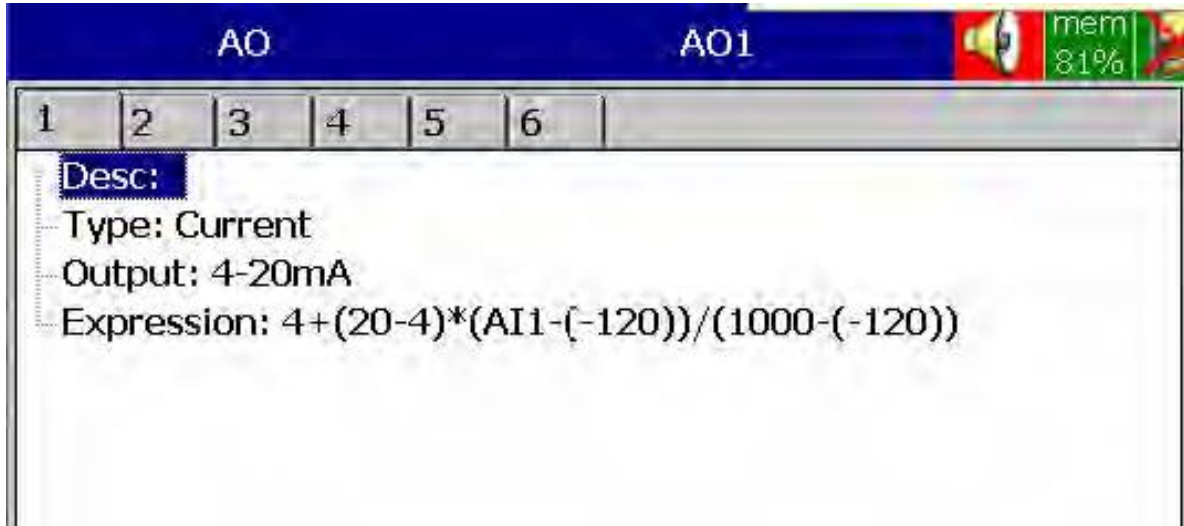 AO AO1 mem
81%
1 2 3 4 5 6
Desc:
Type: Current
Output: 4-20mA
Expression: 4+(20-4)*(AI1-(-120))/(1000-(-120))